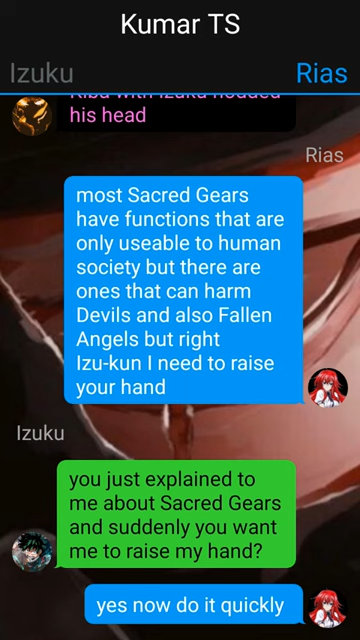 Kumar TS
Izuku
Rias
Kiba with Izuku nodded
his head
Rias
most Sacred Gears
have functions that are
only useable to human
society but there are
ones that can harm
Devils and also Fallen
Angels but right
Izu-kun I need to raise
your hand
Izuku
you just explained to
me about Sacred Gears
and suddenly you want
me to raise my hand?
yes now do it quickly